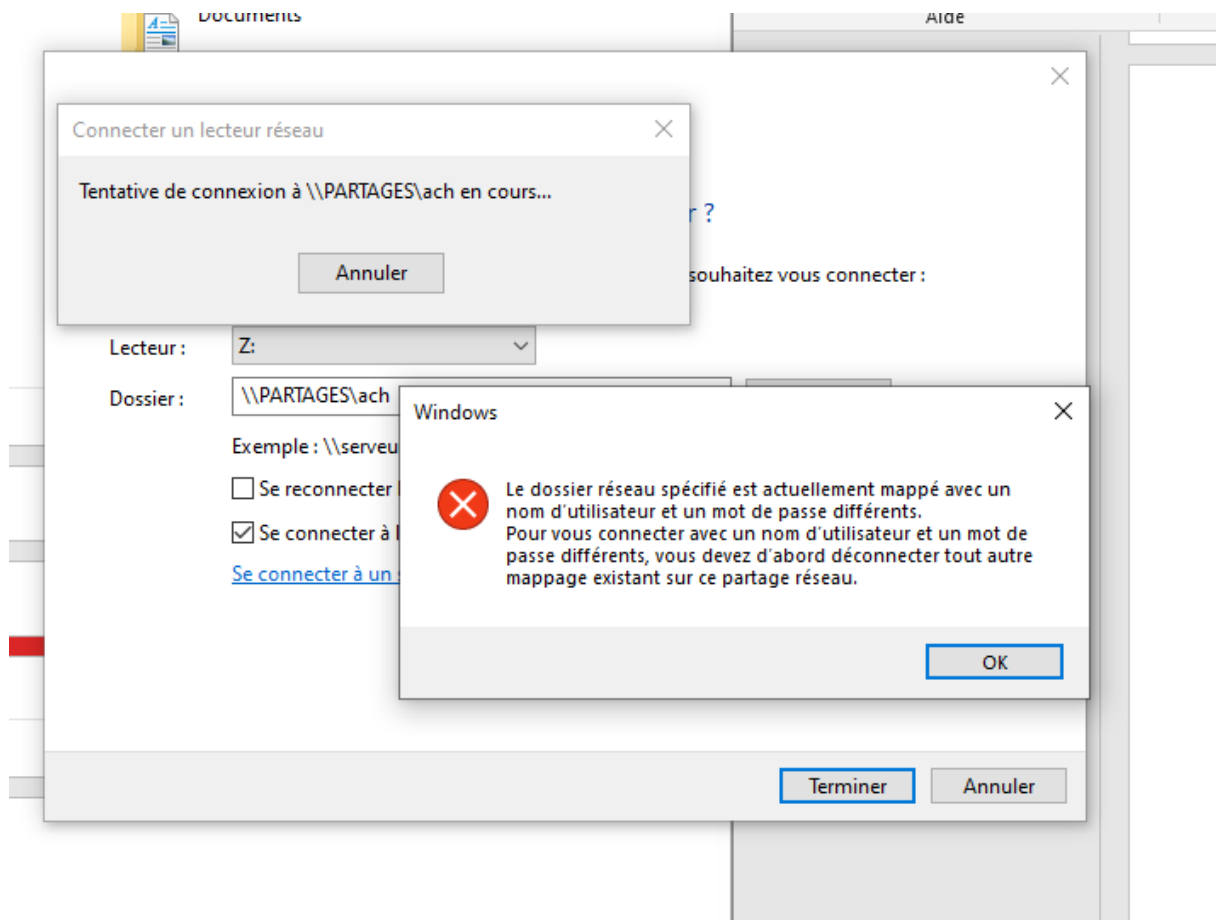 Documents
Aide
Connecter un lecteur réseau
Tentative de connexion à \\PARTAGES\ach en cours...
Annuler
r ?
souhaitez vous connecter :
Lecteur :
Z:
Dossier :
\\PARTAGES\ach
Exemple : \\serveu
Se reconnecter
Se connecter à l
Se connecter à un s
Windows
Le dossier réseau spécifié est actuellement mappé avec un
nom d'utilisateur et un mot de passe différents.
Pour vous connecter avec un nom d'utilisateur et un mot de
passe différents, vous devez d'abord déconnecter tout autre
mappage existant sur ce partage réseau.
OK
Terminer
Annuler